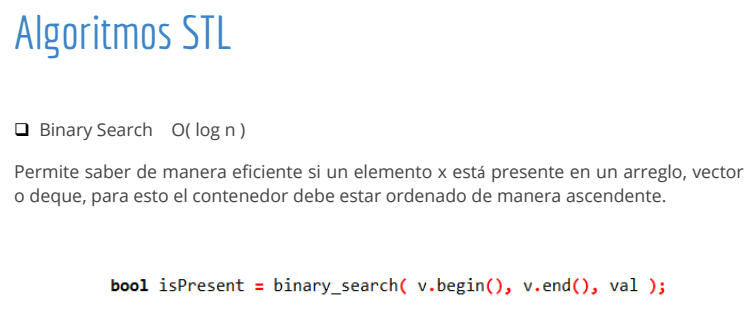 Algoritmos STL
Binary Search O( log n )
Permite saber de manera eficiente si un elemento x está presente en un arreglo, vector
o deque, para esto el contenedor debe estar ordenado de manera ascendente.
bool isPresent = binary_search( v.begin(), v.end(), val );